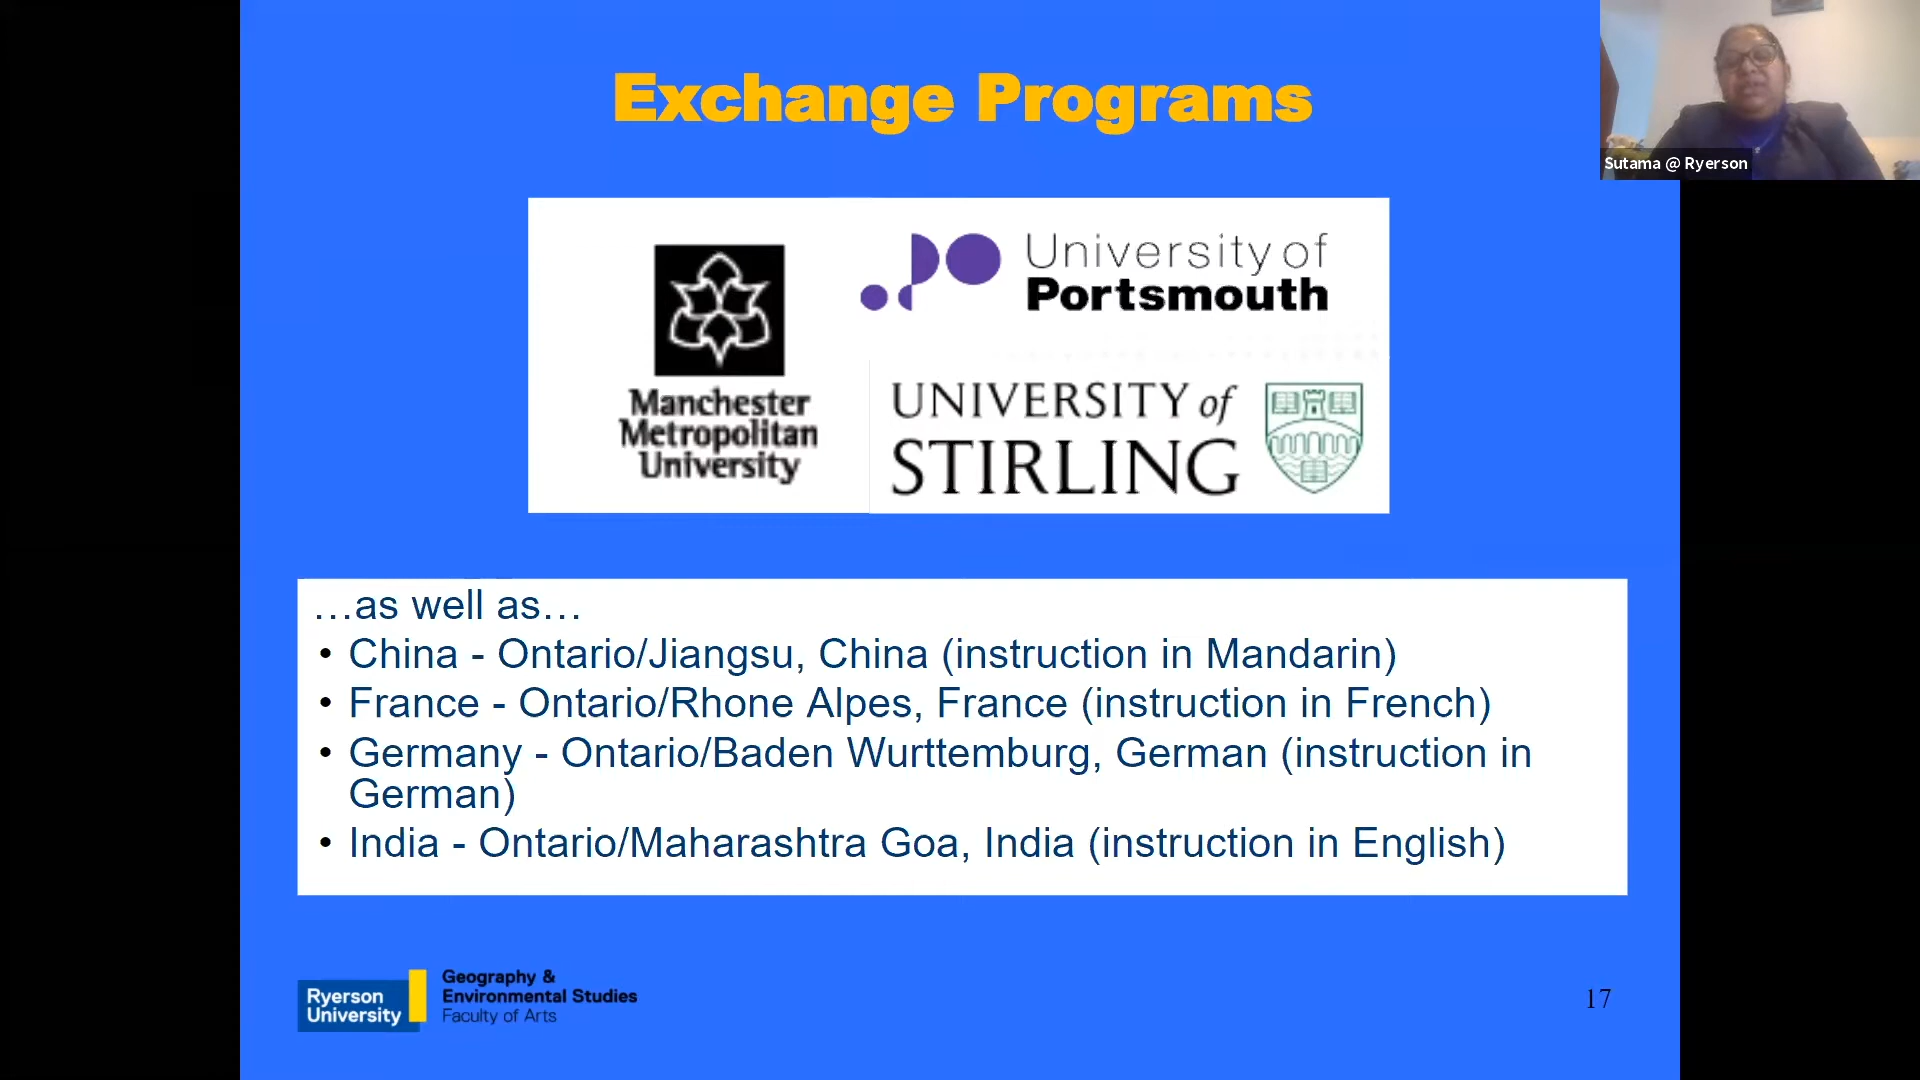 Exchange Programs
Sutama @ Ryerson
Manchester
Metropolitan
University
University of
Portsmouth
UNIVERSITY of
STIRLING
…as well as…
• China - Ontario/Jiangsu, China (instruction in Mandarin)
• France - Ontario/Rhone Alpes, France (instruction in French)
• Germany - Ontario/Baden Wurttemburg, German (instruction in
German)
• India - Ontario/Maharashtra Goa, India (instruction in English)
Ryerson
University
Geography &
Environmental Studies
Faculty of Arts
17